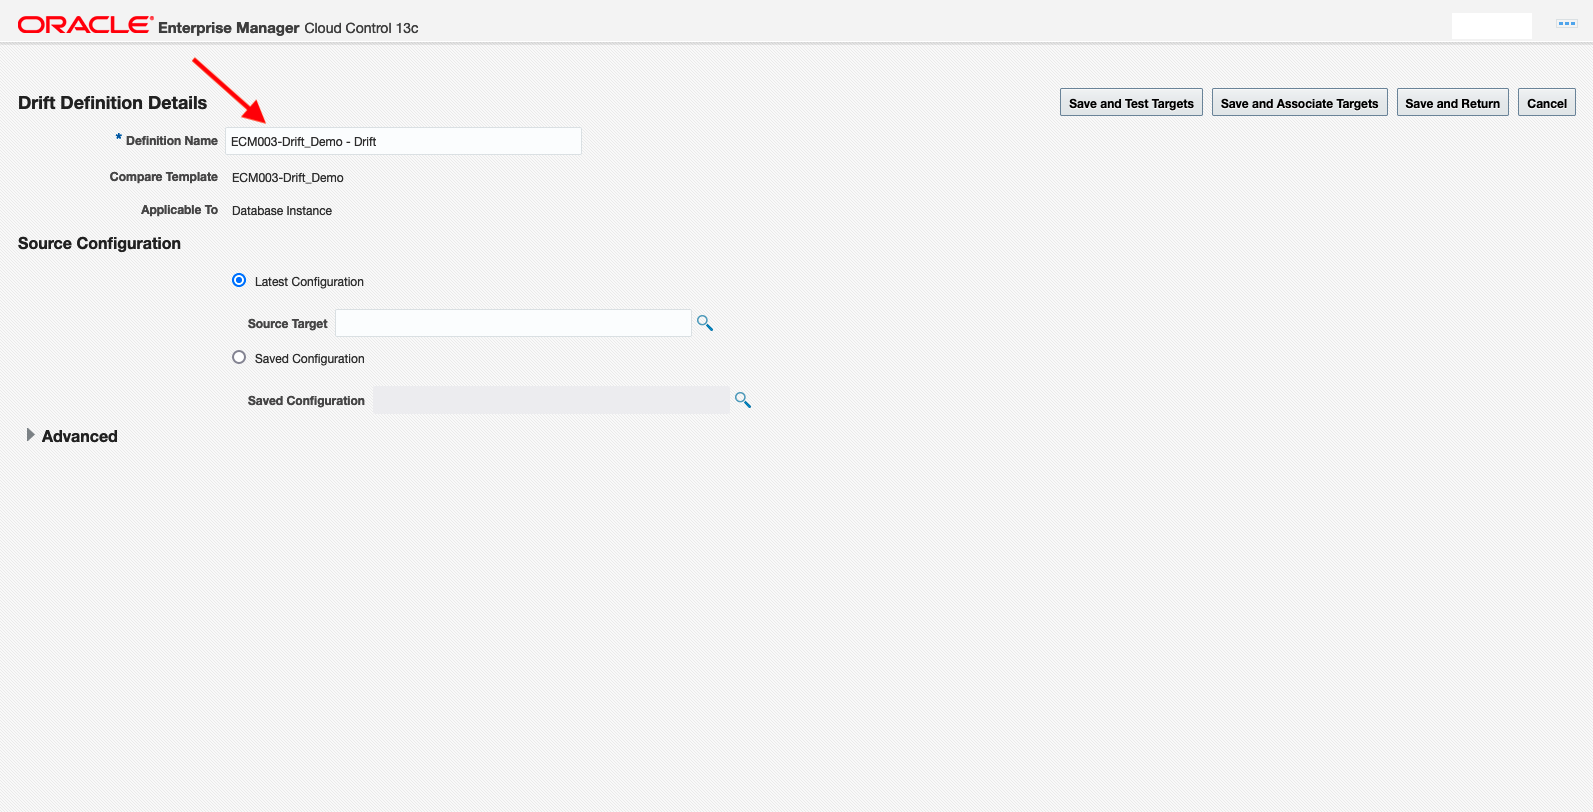 ORACLE Enterprise Manager Cloud Control 13c
Drift Definition Details
Save and Test Targets
Save and Associate Targets
Save and Return
Cancel
* Definition Name ECM003-Drift_Demo - Drift
Compare Template ECM003-Drift_Demo
Applicable To Database Instance
Source Configuration
Latest Configuration
Source Target
Saved Configuration
Saved Configuration
Advanced